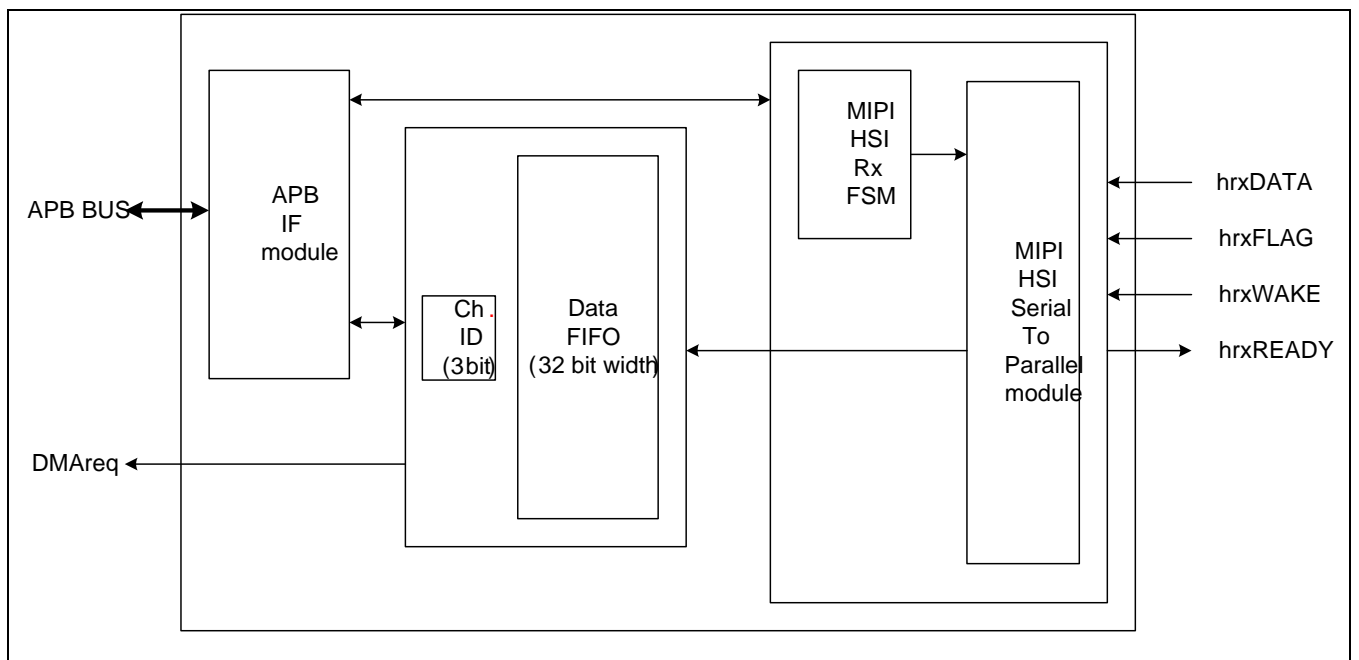 APB BUS
DMAreq
APB
IF
module
Ch.
ID
(3bit)
Data
FIFO
(32 bit width)
MIPI
HSI
Rx
FSM
MIPI
HSI
Serial
To
Parallel
module
hrxDATA
hrxFLAG
hrxWAKE
hrxREADY